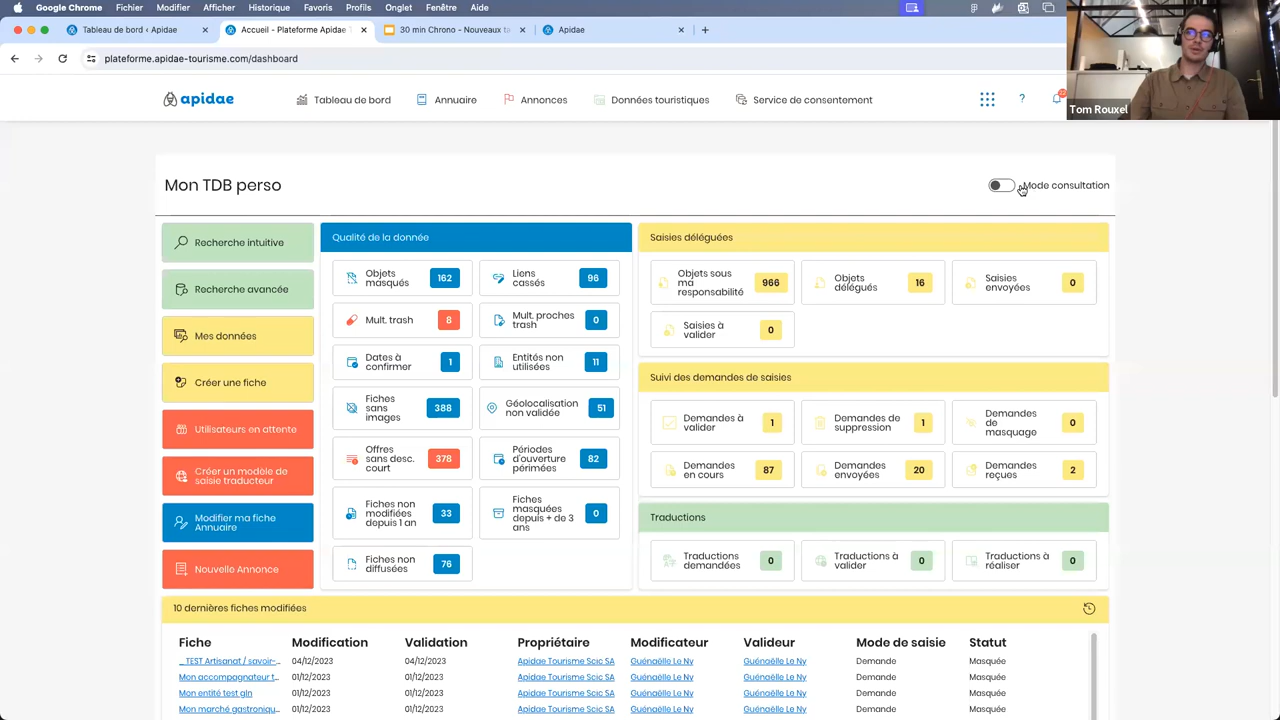 Google Chrome Fichier Modifier Affichage Historique Favoris Profils Onglet Fenêtre Aide
Tableau de bord ‹ Apidae
Accueil - Plateforme Apidae T
30 min Chrono - Nouveaux ta
Apidae
plateforme.apidae-tourisme.com/dashboard
Tom Rouxel
apidae
Tableau de bord
Annuaire
Annonces
Données touristiques
Service de consentement
?
Mon TDB perso
Mode consultation
Recherche intuitive
Recherche avancée
Mes données
Créer une fiche
Utilisateurs en attente
Créer un modèle de
saisie traducteur
Modifier ma fiche
Annuaire
Nouvelle Annonce
Qualité de la donnée
Objets
masqués
162
Liens
cassés
96
Mult. trash
8
Mult. proches
trash
0
Dates à
confirmer
1
Entités non
utilisées
11
Fiches
sans
images
388
Géolocalisation
non validée
51
Offres
sans desc.
court
378
Périodes
d'ouverture
périmées
82
Fiches non
modifiées
depuis 1 an
33
Fiches
masquées
depuis + de 3
ans
0
Fiches non
diffusées
76
Saisies déléguées
Objets sous
ma
responsabilité
966
Objets
délégués
16
Saisies
envoyées
0
Saisies à
valider
0
Suivi des demandes de saisies
Demandes à
valider
1
Demandes de
suppression
1
Demandes
de
masquage
0
Demandes
en cours
87
Demandes
envoyées
20
Demandes
reçues
2
Traductions
Traductions
demandées
0
Traductions à
valider
0
Traductions à
réaliser
0
10 dernières fiches modifiées
Fiche Modification Validation Propriétaire Modificateur Valideur Mode de saisie Statut
_ TEST Artisanat / savoir-... 04/12/2023 04/12/2023 Apidae Tourisme Scic SA Guénaëlle Le Ny Guénaëlle Le Ny Demande Masquée
Mon accompagnateur t... 01/12/2023 01/12/2023 Apidae Tourisme Scic SA Guénaëlle Le Ny Guénaëlle Le Ny Demande Masquée
Mon entité test gln 01/12/2023 01/12/2023 Apidae Tourisme Scic SA Guénaëlle Le Ny Guénaëlle Le Ny Demande Masquée
Mon marché gastroniqu... 01/12/2023 01/12/2023 Apidae Tourisme Scic SA Guénaëlle Le Ny Guénaëlle Le Ny Demande Masquée